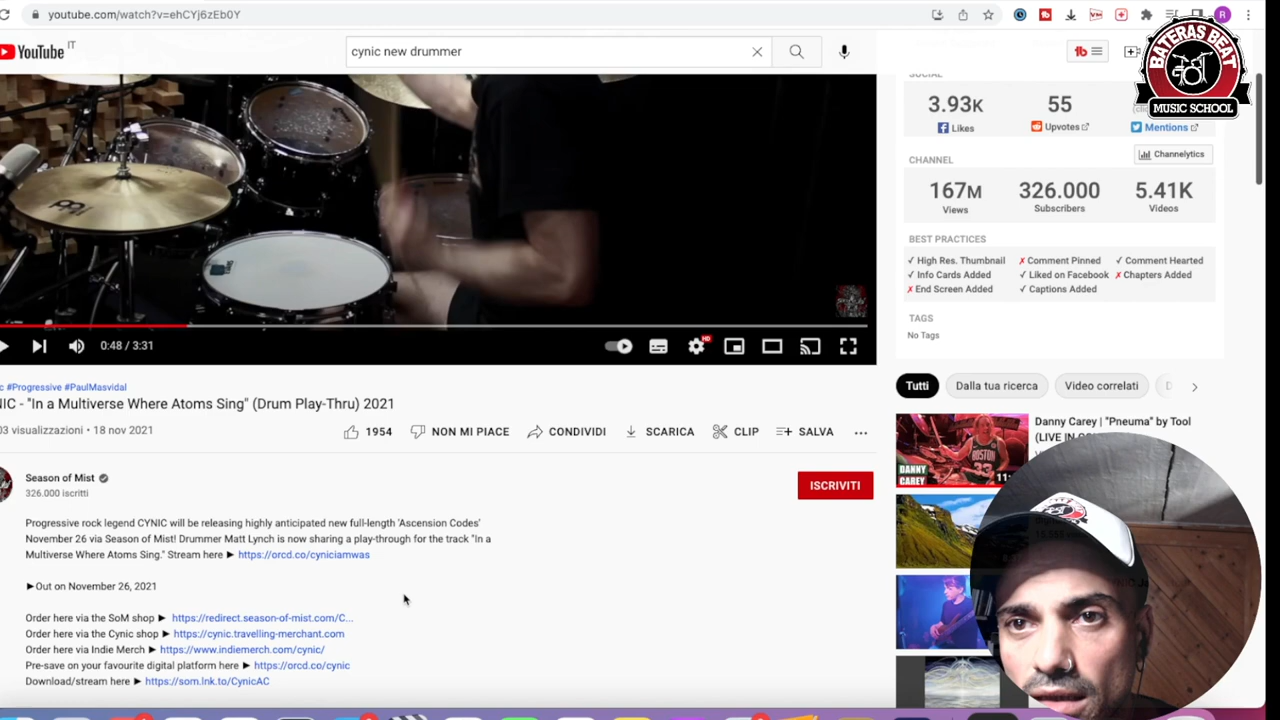 youtube.com/watch?v=ehCYj6zEb0Y
YouTube IT
cynic new drummer
BATERAS BEAT
MUSIC SCHOOL
SOCIAL
3.93K
55
Likes
Upvotes
Mentions
CHANNEL
Channelytics
167M
326.000
5.41K
Views
Subscribers
Videos
BEST PRACTICES
✓ High Res. Thumbnail
✗ Comment Pinned
✓ Comment Hearted
✓ Info Cards Added
✓ Liked on Facebook
✗ Chapters Added
✗ End Screen Added
✓ Captions Added
TAGS
No Tags
0:48 / 3:31
HD
#Progressive #PaulMasvidal
NIC - "In a Multiverse Where Atoms Sing" (Drum Play-Thru) 2021
03 visualizzazioni • 18 nov 2021
1954
NON MI PIACE
CONDIVIDI
SCARICA
CLIP
SALVA
Season of Mist
326.000 iscritti
ISCRIVITI
Progressive rock legend CYNIC will be releasing highly anticipated new full-length 'Ascension Codes'
November 26 via Season of Mist! Drummer Matt Lynch is now sharing a play-through for the track "In a
Multiverse Where Atoms Sing." Stream here ► https://orcd.co/cyniciamwas
►Out on November 26, 2021
Order here via the SoM shop ► https://redirect.season-of-mist.com/C...
Order here via the Cynic shop ► https://cynic.travelling-merchant.com
Order here via Indie Merch ► https://www.indiemerch.com/cynic/
Pre-save on your favourite digital platform here ► https://orcd.co/cynic
Download/stream here ► https://som.lnk.to/CynicAC
Tutti
Dalla tua ricerca
Video correlati
Danny Carey | "Pneuma" by Tool
(LIVE IN
DANNY
CAREY
BOSTON
33
11: